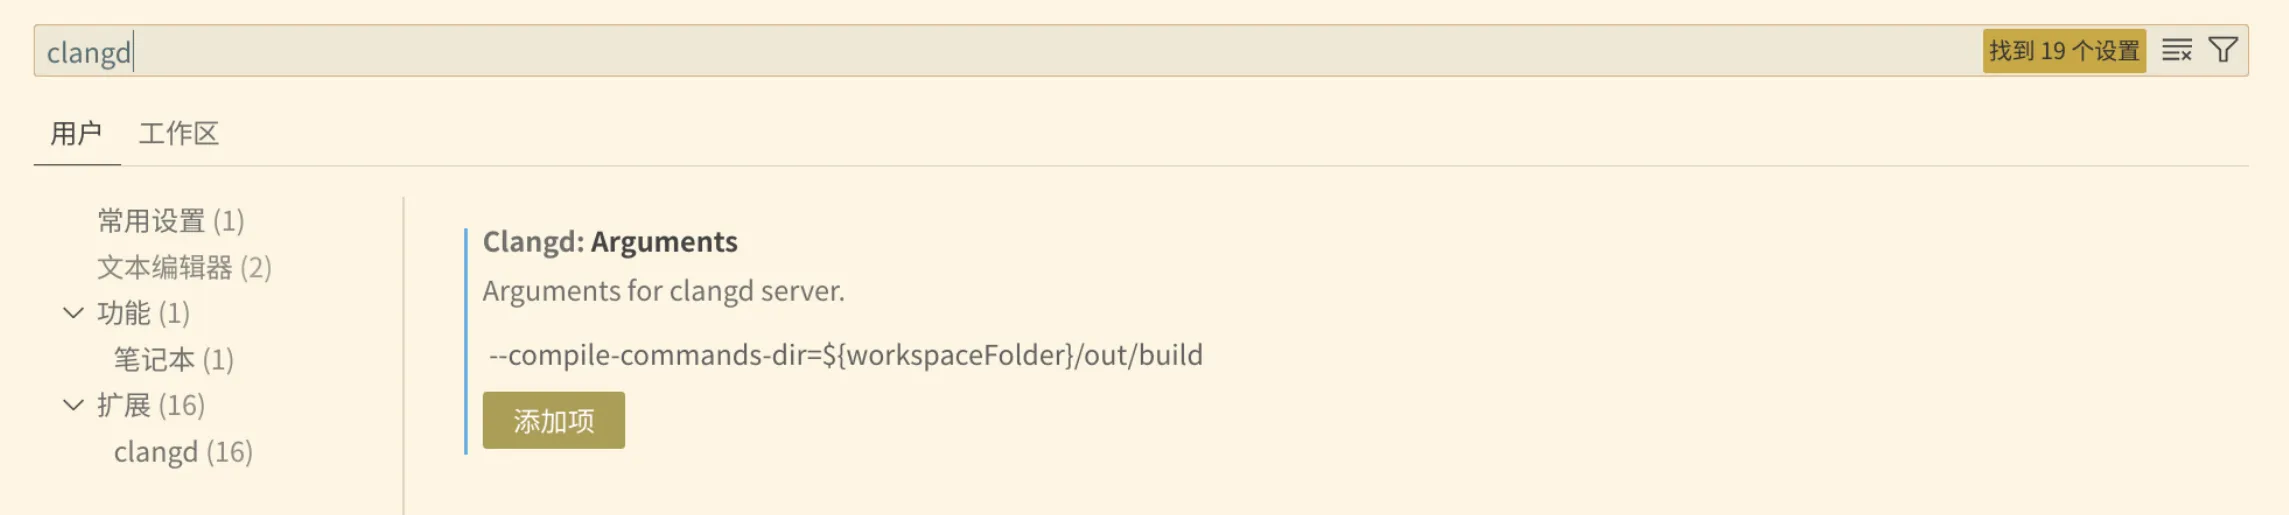 clangd
找到 19 个设置
用户 工作区
常用设置 (1)
文本编辑器 (2)
功能 (1)
笔记本 (1)
扩展 (16)
clangd (16)
Clangd: Arguments
Arguments for clangd server.
--compile-commands-dir=${workspaceFolder}/out/build
添加项